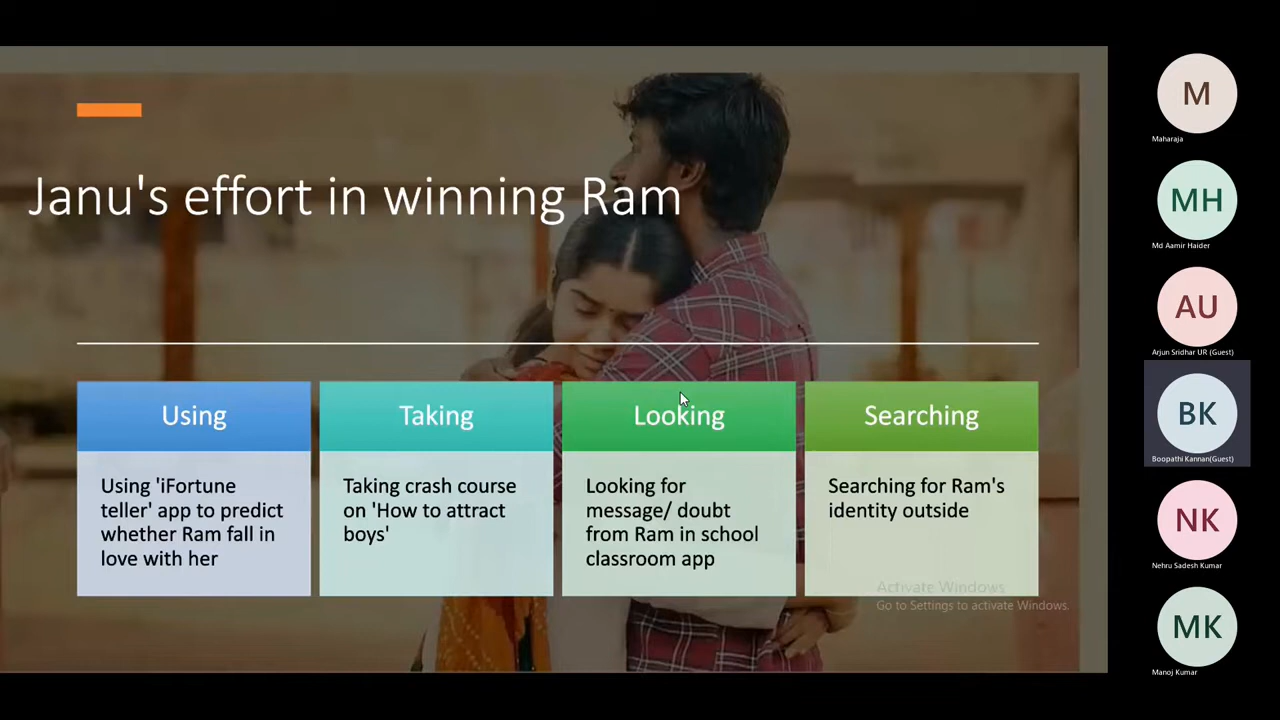 Janu's effort in winning Ram
Using
Taking
Looking
Searching
Using 'iFortune
teller' app to predict
whether Ram fall in
love with her
Taking crash course
on 'How to attract
boys'
Looking for
message/ doubt
from Ram in school
classroom app
Searching for Ram's
identity outside
Activate Windows
Go to Settings to activate Windows.
M
Maharaja
MH
Md Aamir Haider
AU
Arjun Sridhar UR (Guest)
BK
Boopathi Kannan(Guest)
NK
Nehru Sadesh Kumar
MK
Manoj Kumar